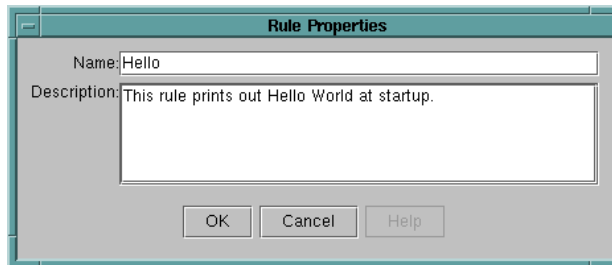 Rule Properties
Name: Hello
Description: This rule prints out Hello World at startup.
OK Cancel Help